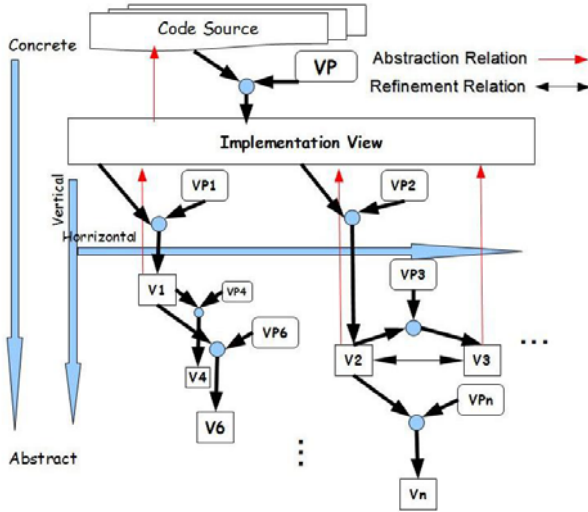 Concrete
Code Source
VP
Abstraction Relation
Refinement Relation
Implementation View
Vertical
VP1
VP2
Horrizontal
VP3
V1
VP4
VP6
V2
V3
...
V4
VPn
V6
Abstract
...
...
Vn